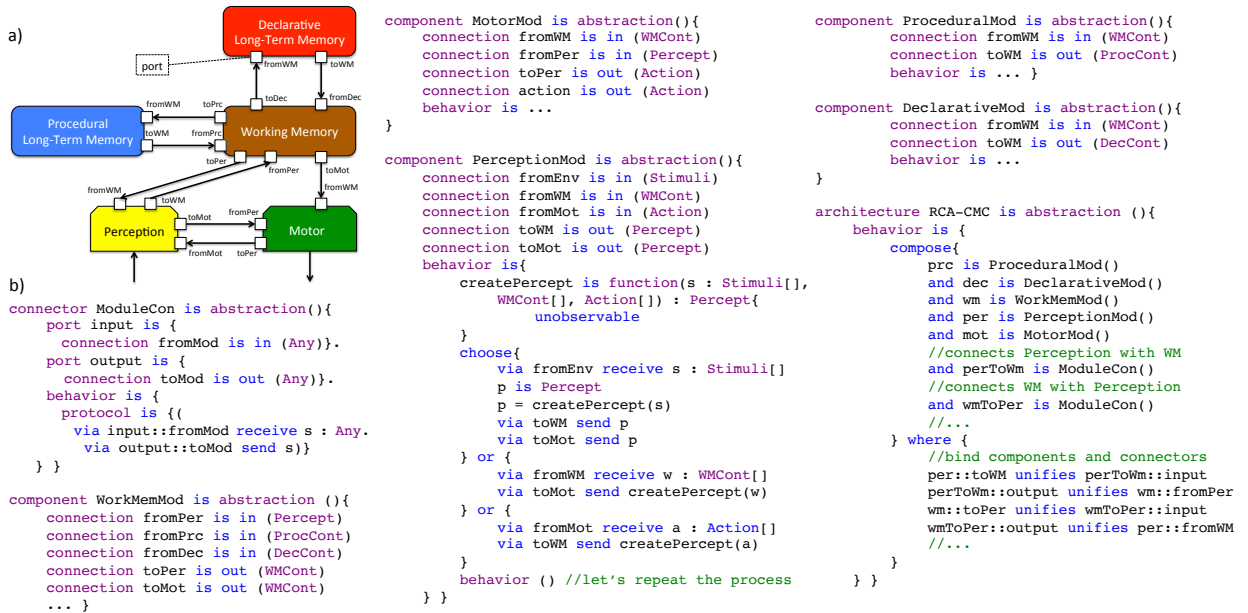 a)
Declarative
Long-Term Memory
port
fromWM
toWM
toDec
fromDec
fromWM
toPrc
Procedural
Long-Term Memory
Working Memory
toWM
fromPrc
toPer
fromPer
toMot
fromWM
fromWM
toWM
toMot
fromPer
Perception
Motor
fromMot
toPer
b)
connector ModuleCon is abstraction(){
port input is {
connection fromMod is in (Any)}.
port output is {
connection toMod is out (Any)}.
behavior is {
protocol is {(
via input::fromMod receive s : Any.
via output::toMod send s)}
} }
component WorkMemMod is abstraction (){
connection fromPer is in (Percept)
connection fromPrc is in (ProcCont)
connection fromDec is in (DecCont)
connection toPer is out (WMCont)
connection toMot is out (WMCont)
... }
component MotorMod is abstraction(){
connection fromWM is in (WMCont)
connection fromPer is in (Percept)
connection toPer is out (Action)
connection action is out (Action)
behavior is ...
}
component PerceptionMod is abstraction(){
connection fromEnv is in (Stimuli)
connection fromWM is in (WMCont)
connection fromMot is in (Action)
connection toWM is out (Percept)
connection toMot is out (Percept)
behavior is{
createPercept is function(s : Stimuli[],
WMCont[], Action[]) : Percept{
unobservable
}
choose{
via fromEnv receive s : Stimuli[]
p is Percept
p = createPercept(s)
via toWM send p
via toMot send p
} or {
via fromWM receive w : WMCont[]
via toMot send createPercept(w)
} or {
via fromMot receive a : Action[]
via toWM send createPercept(a)
}
behavior () //let's repeat the process
} }
component ProceduralMod is abstraction(){
connection fromWM is in (WMCont)
connection toWM is out (ProcCont)
behavior is ... }
component DeclarativeMod is abstraction(){
connection fromWM is in (WMCont)
connection toWM is out (DecCont)
behavior is ...
}
architecture RCA-CMC is abstraction (){
behavior is {
compose{
prc is ProceduralMod()
and dec is DeclarativeMod()
and wm is WorkMemMod()
and per is PerceptionMod()
and mot is MotorMod()
//connects Perception with WM
and perToWm is ModuleCon()
//connects WM with Perception
and wmToPer is ModuleCon()
//...
} where {
//bind components and connectors
per::toWM unifies perToWm::input
perToWm::output unifies wm::fromPer
wm::toPer unifies wmToPer::input
wmToPer::output unifies per::fromWM
//...
}
} }